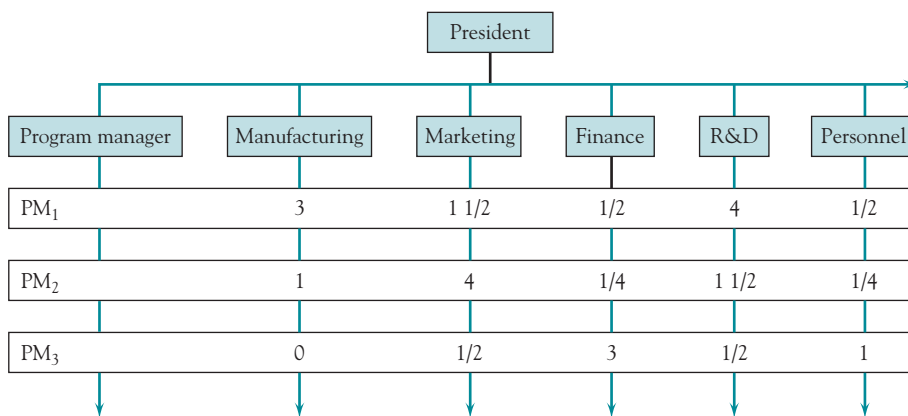 President
Program manager Manufacturing Marketing Finance R&D Personnel
PM₁ 3 1 1/2 1/2 4 1/2
PM₂ 1 4 1/4 1 1/2 1/4
PM₃ 0 1/2 3 1/2 1